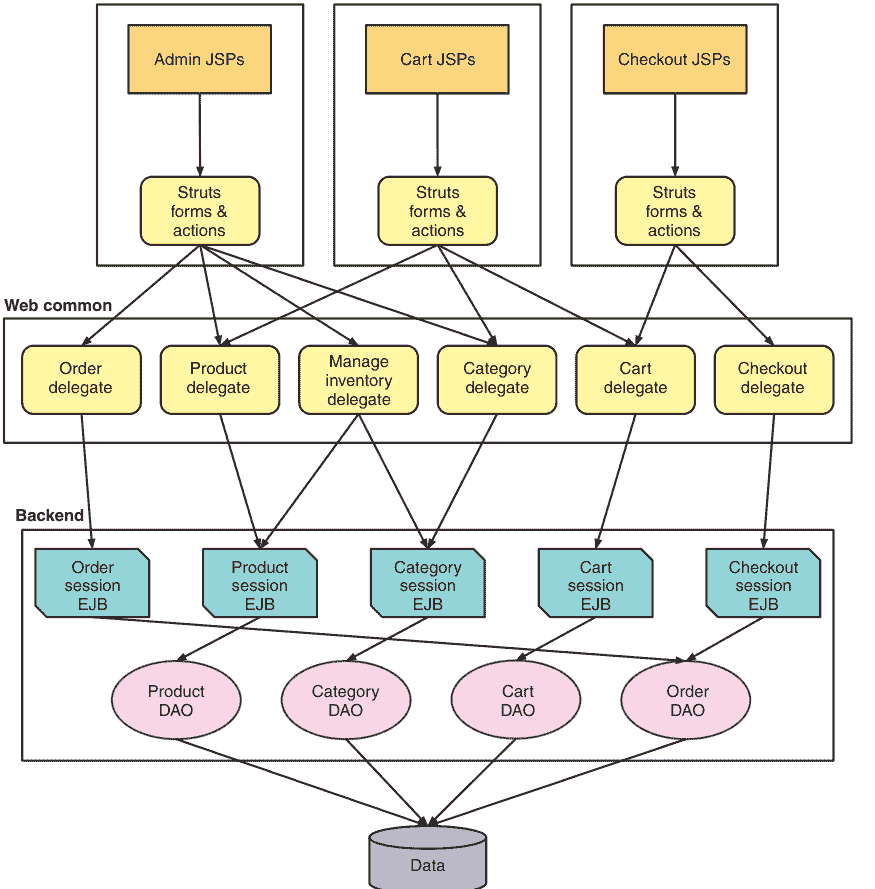 Admin JSPs
Cart JSPs
Checkout JSPs
Struts
forms &
actions
Struts
forms &
actions
Struts
forms &
actions
Web common
Order
delegate
Product
delegate
Manage
inventory
delegate
Category
delegate
Cart
delegate
Checkout
delegate
Backend
Order
session
EJB
Product
session
EJB
Category
session
EJB
Cart
session
EJB
Checkout
session
EJB
Product
DAO
Category
DAO
Cart
DAO
Order
DAO
Data